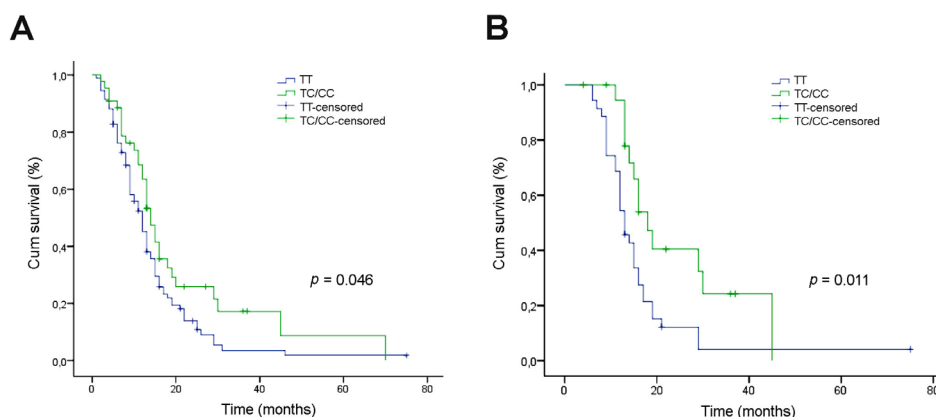 A
B
TT
TC/CC
TT-censored
TC/CC-censored
TT
TC/CC
TT-censored
TC/CC-censored
Cum survival (%)
1,0
0,8
0,6
0,4
0,2
0,0
p = 0.046
0 20 40 60 80
Time (months)
Cum survival (%)
1,0
0,8
0,6
0,4
0,2
0,0
p = 0.011
0 20 40 60 80
Time (months)